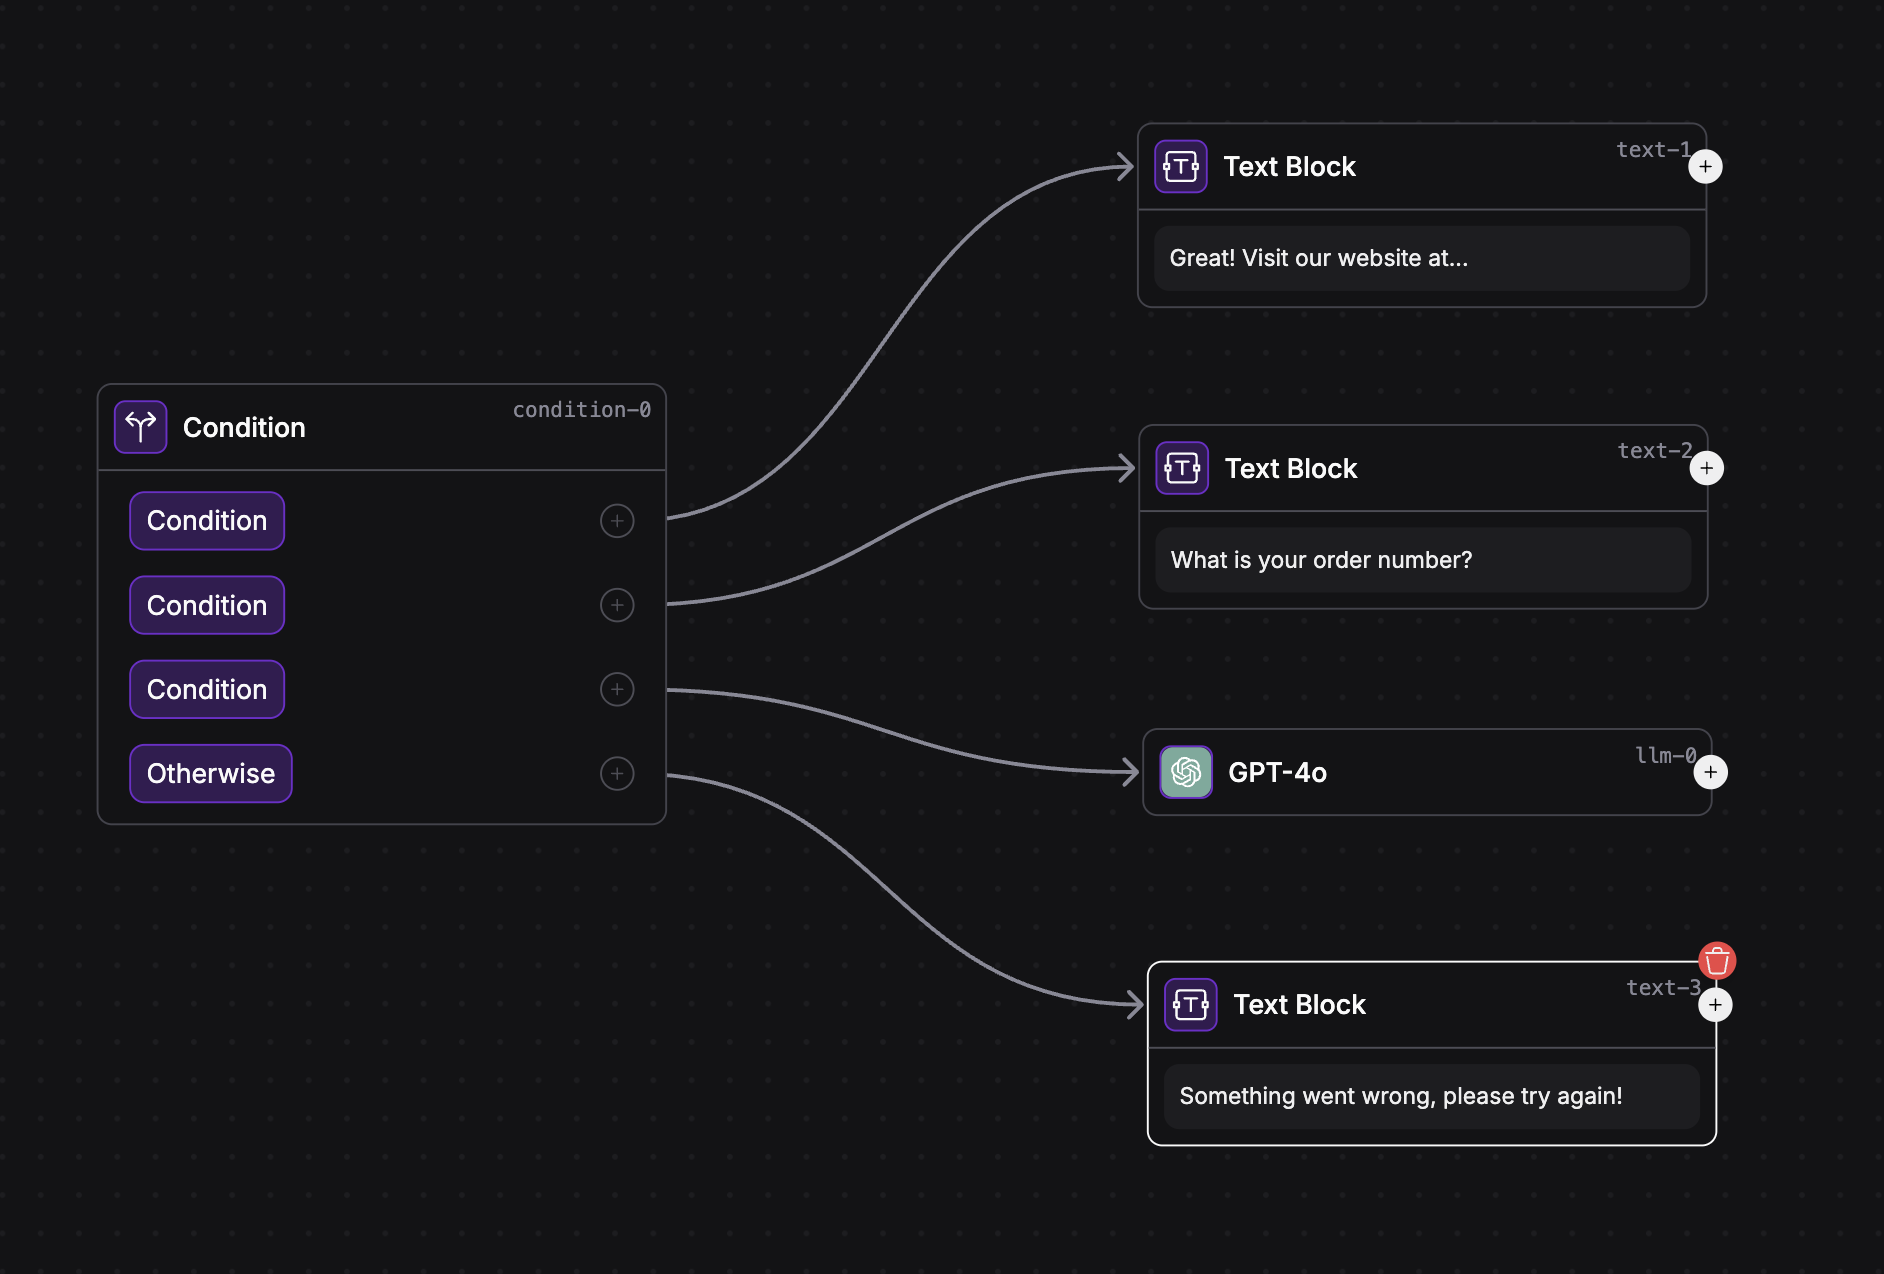 Condition
condition-0
Condition
Condition
Condition
Otherwise
Text Block
text-1
Great! Visit our website at...
Text Block
text-2
What is your order number?
GPT-4o
llm-0
Text Block
text-3
Something went wrong, please try again!